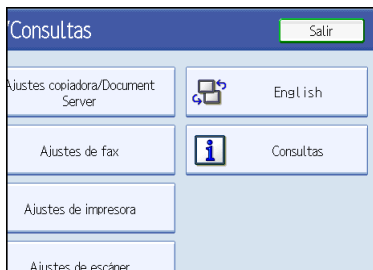 /Consultas
Salir
Ajustes copiadora/Document
Server
English
Ajustes de fax
Consultas
Ajustes de impresora
Ajustes de escáner